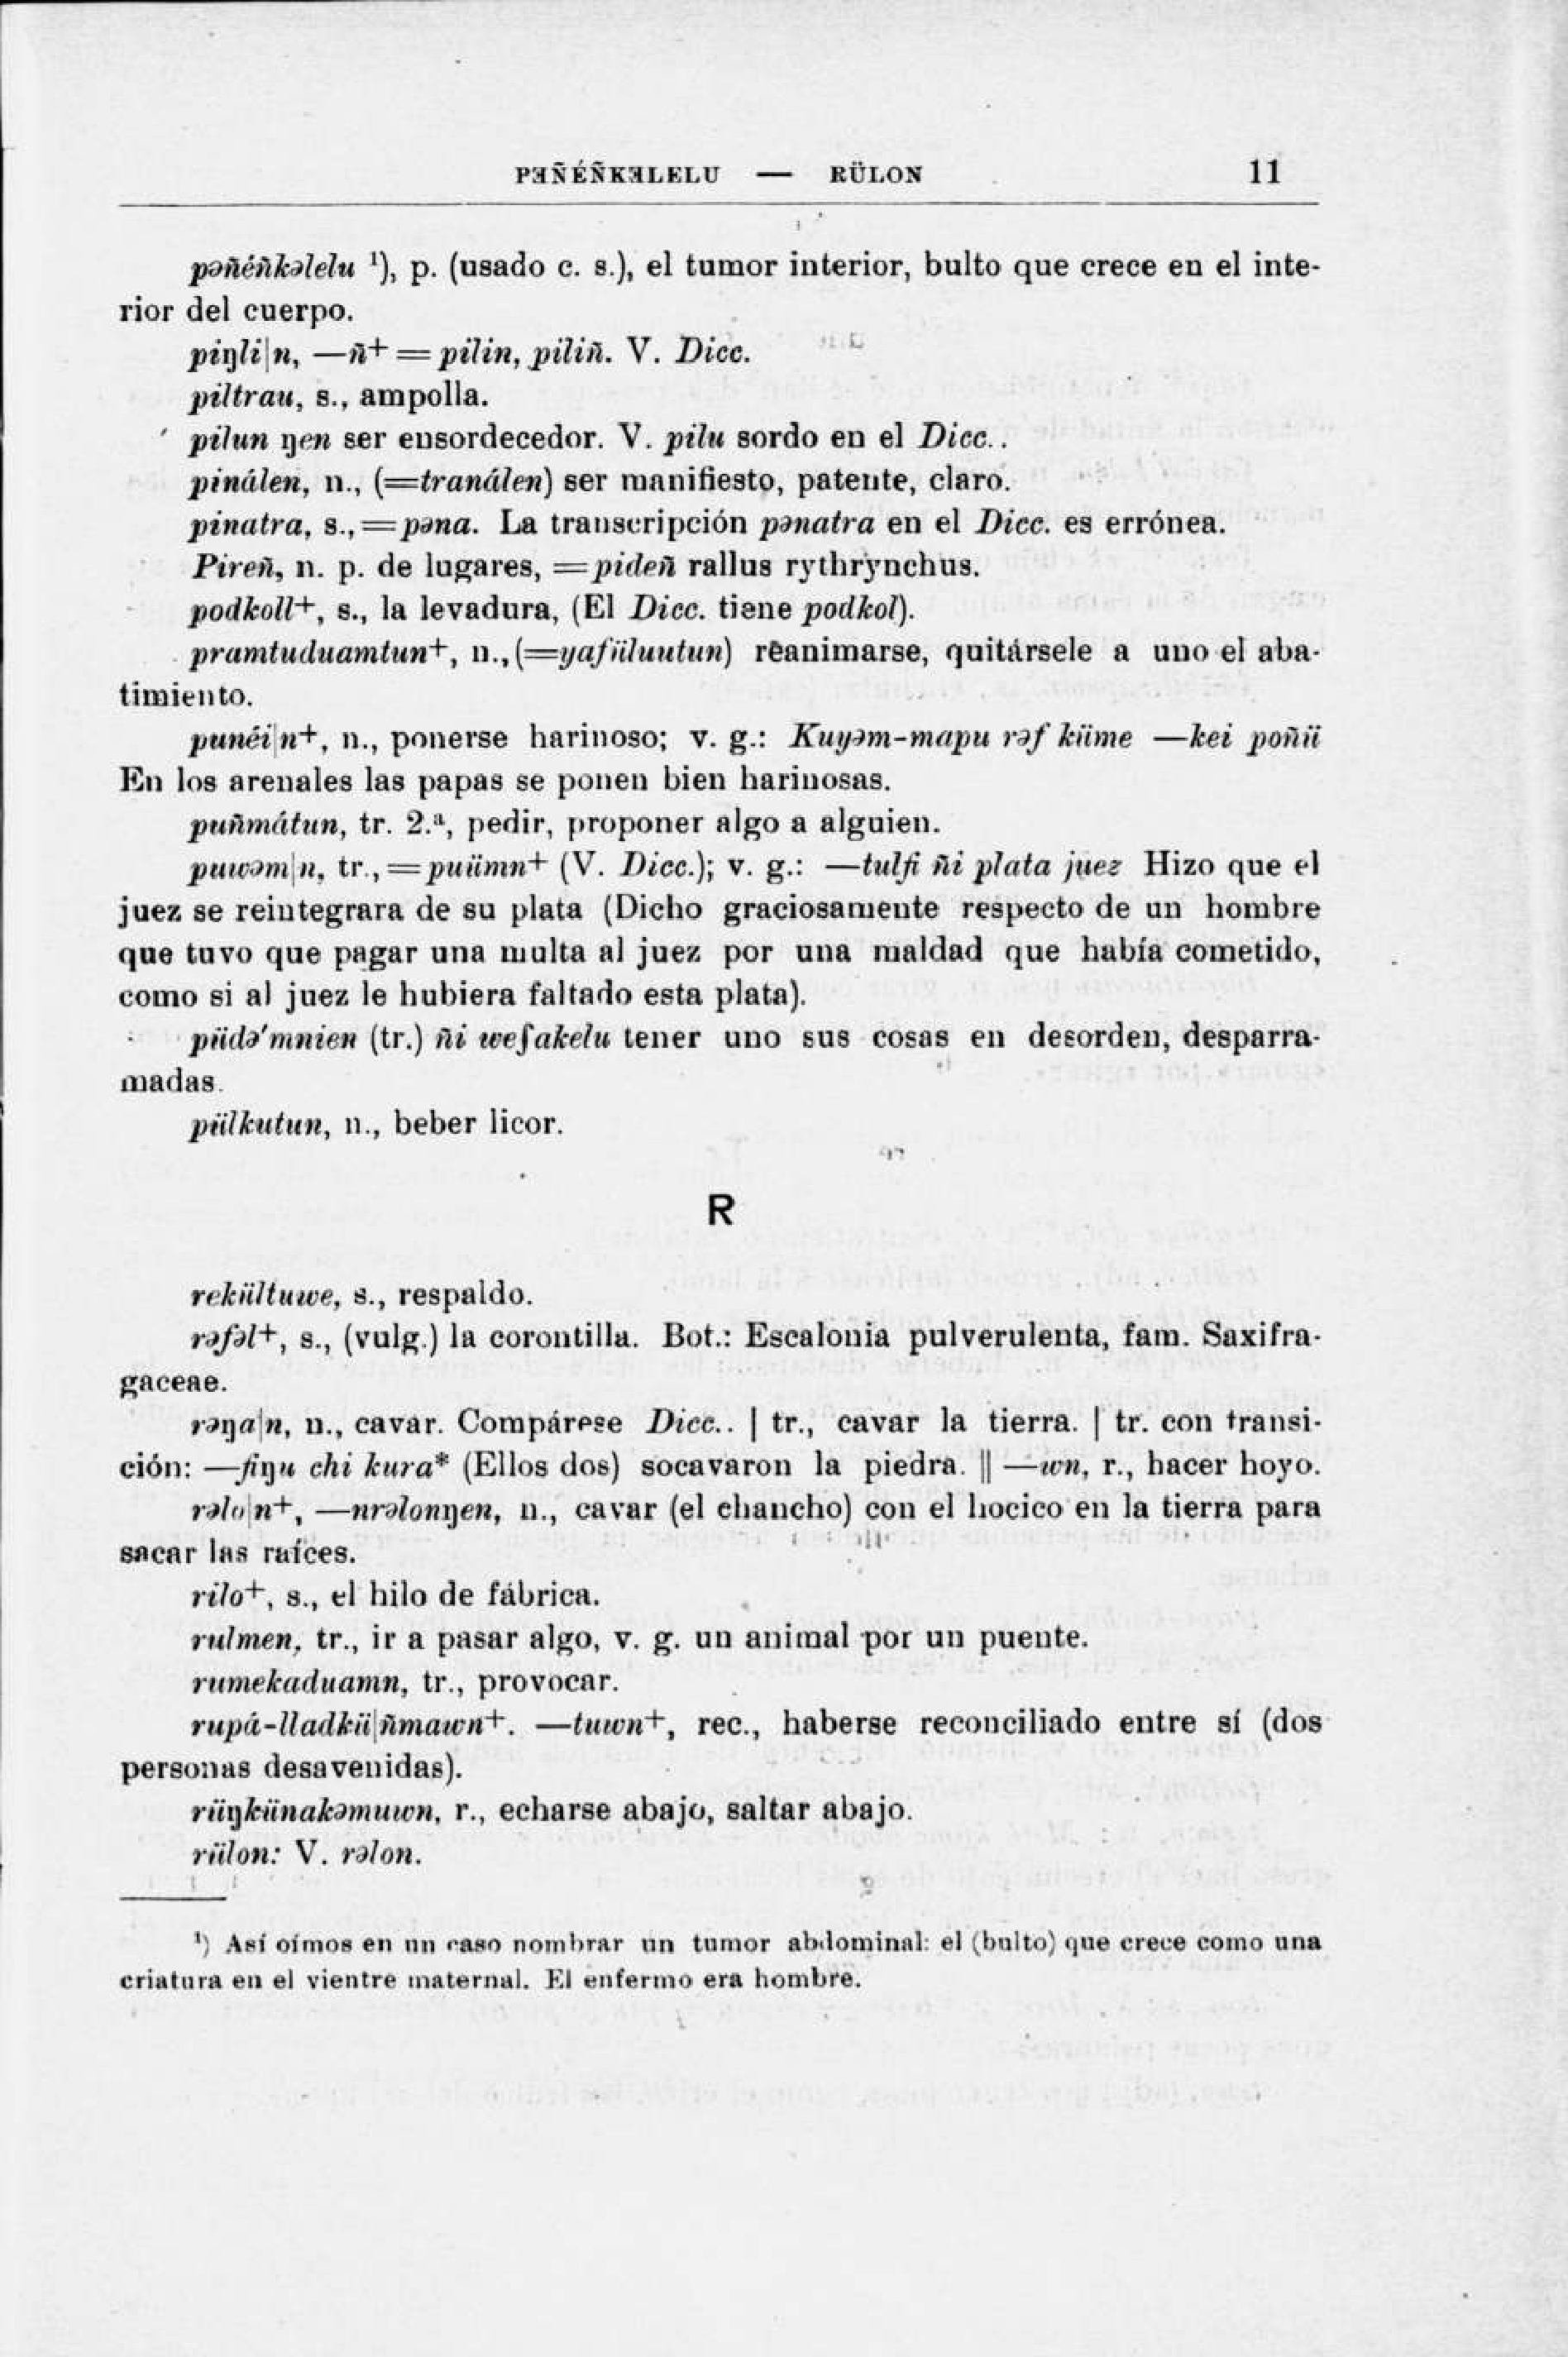 PƎÑÉÑKƎLELU — RÜLON 11
pəñéñkəlelu ¹), p. (usado c. s.), el tumor interior, bulto que crece en el inte-
rior del cuerpo.
piŋli|n, —ñ+ = pilin, piliñ. V. Dicc.
piltrau, s., ampolla.
pilun ŋen ser ensordecedor. V. pilu sordo en el Dicc..
pinálen, n., (=tranálen) ser manifiesto, patente, claro.
pinatra, s., = pəna. La transcripción pənatra en el Dicc. es errónea.
Pireñ, n. p. de lugares, = pideñ rallus rythrynchus.
podkoll+, s., la levadura, (El Dicc. tiene podkol).
pramtuduamtun+, n., (=yafüluutun) reanimarse, quitársele a uno el aba-
timiento.
punéi|n+, n., ponerse harinoso; v. g.: Kuyəm-mapu rəf küme —kei poñü
En los arenales las papas se ponen bien harinosas.
puñmátun, tr. 2.ª, pedir, proponer algo a alguien.
puwəm|n, tr., = puümn+ (V. Dicc.); v. g.: —tulfi ñi plata juez Hizo que el
juez se reintegrara de su plata (Dicho graciosamente respecto de un hombre
que tuvo que pagar una multa al juez por una maldad que había cometido,
como si al juez le hubiera faltado esta plata).
püdə'mnien (tr.) ñi weʃakelu tener uno sus cosas en desorden, desparra-
madas.
pülkutun, n., beber licor.
R
rekültuwe, s., respaldo.
rəfəl+, s., (vulg.) la corontilla. Bot.: Escalonia pulverulenta, fam. Saxifra-
gaceae.
rəŋa|n, n., cavar. Compárese Dicc.. | tr., cavar la tierra. | tr. con transi-
ción: —fiŋu chi kura* (Ellos dos) socavaron la piedra. || —wn, r., hacer hoyo.
rəlo|n+, —nrəlonŋen, n., cavar (el chancho) con el hocico en la tierra para
sacar las raíces.
rilo+, s., el hilo de fábrica.
rulmen, tr., ir a pasar algo, v. g. un animal por un puente.
rumekaduamn, tr., provocar.
rupá-lladkü|ñmawn+. —tuwn+, rec., haberse reconciliado entre sí (dos
personas desavenidas).
rüŋkünakəmuwn, r., echarse abajo, saltar abajo.
rülon: V. rəlon.
¹) Así oímos en un caso nombrar un tumor abdominal: el (bulto) que crece como una
criatura en el vientre maternal. El enfermo era hombre.